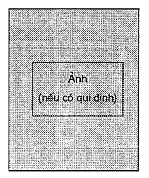 Ảnh
(nếu có qui định)